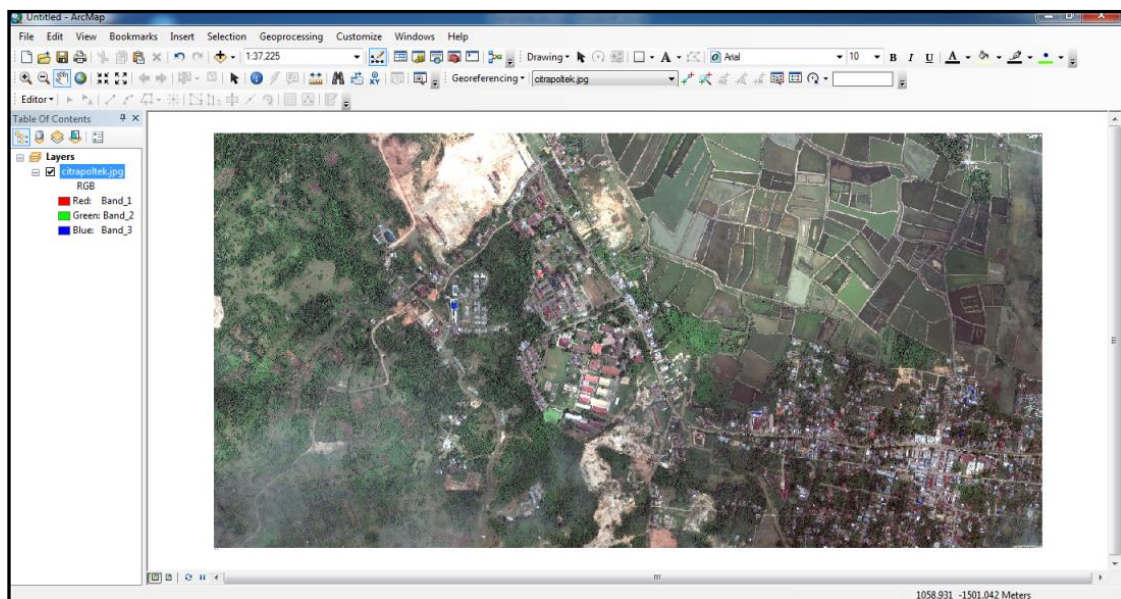 Untitled - ArcMap
File Edit View Bookmarks Insert Selection Geoprocessing Customize Windows Help
1:37,225 Drawing A Arial 10 B I U A
Georeferencing citrapoltek.jpg
Editor
Table Of Contents
Layers
citrapoltek.jpg
RGB
Red: Band_1
Green: Band_2
Blue: Band_3
1058.931 -1501.042 Meters